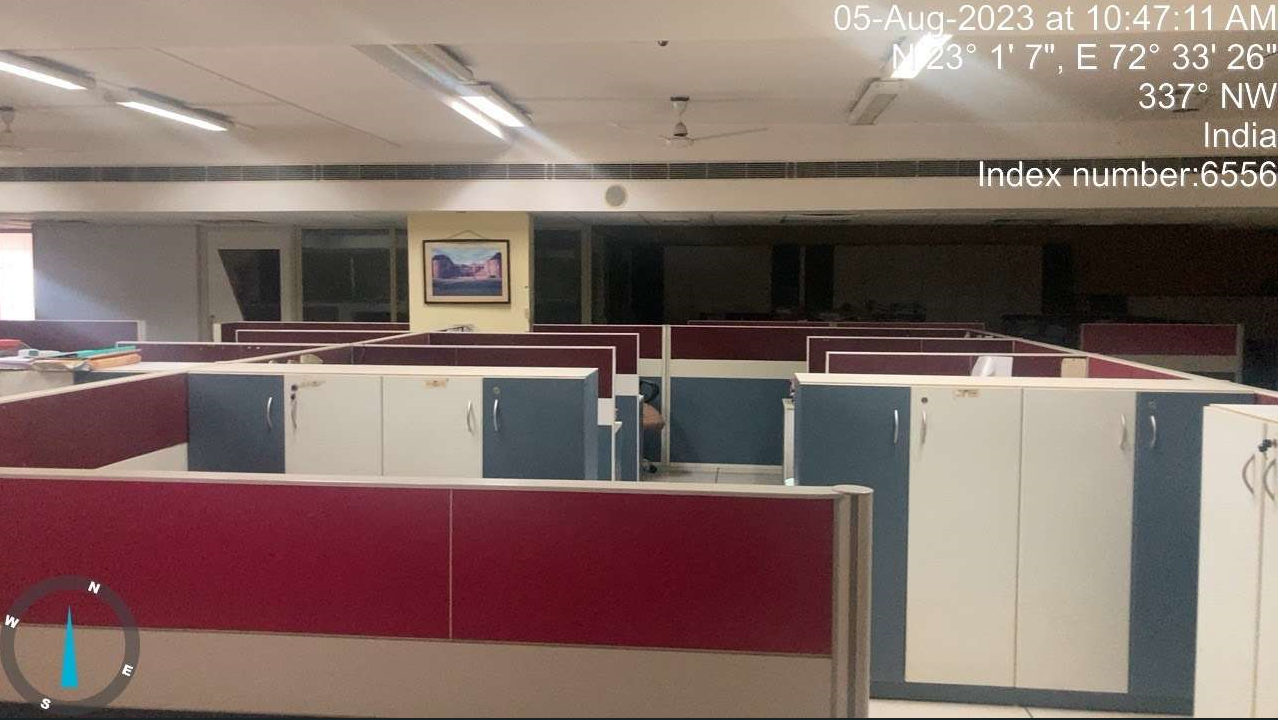 05-Aug-2023 at 10:47:11 AM
N 23° 1' 7", E 72° 33' 26"
337° NW
India
Index number:6556
N
W
E
S